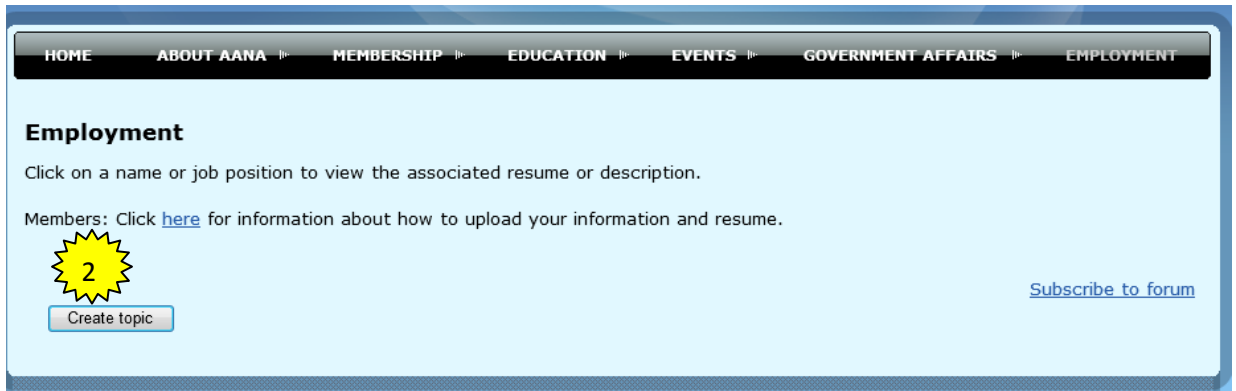 HOME ABOUT AANA MEMBERSHIP EDUCATION EVENTS GOVERNMENT AFFAIRS EMPLOYMENT
Employment
Click on a name or job position to view the associated resume or description.
Members: Click here for information about how to upload your information and resume.
2
Subscribe to forum
Create topic